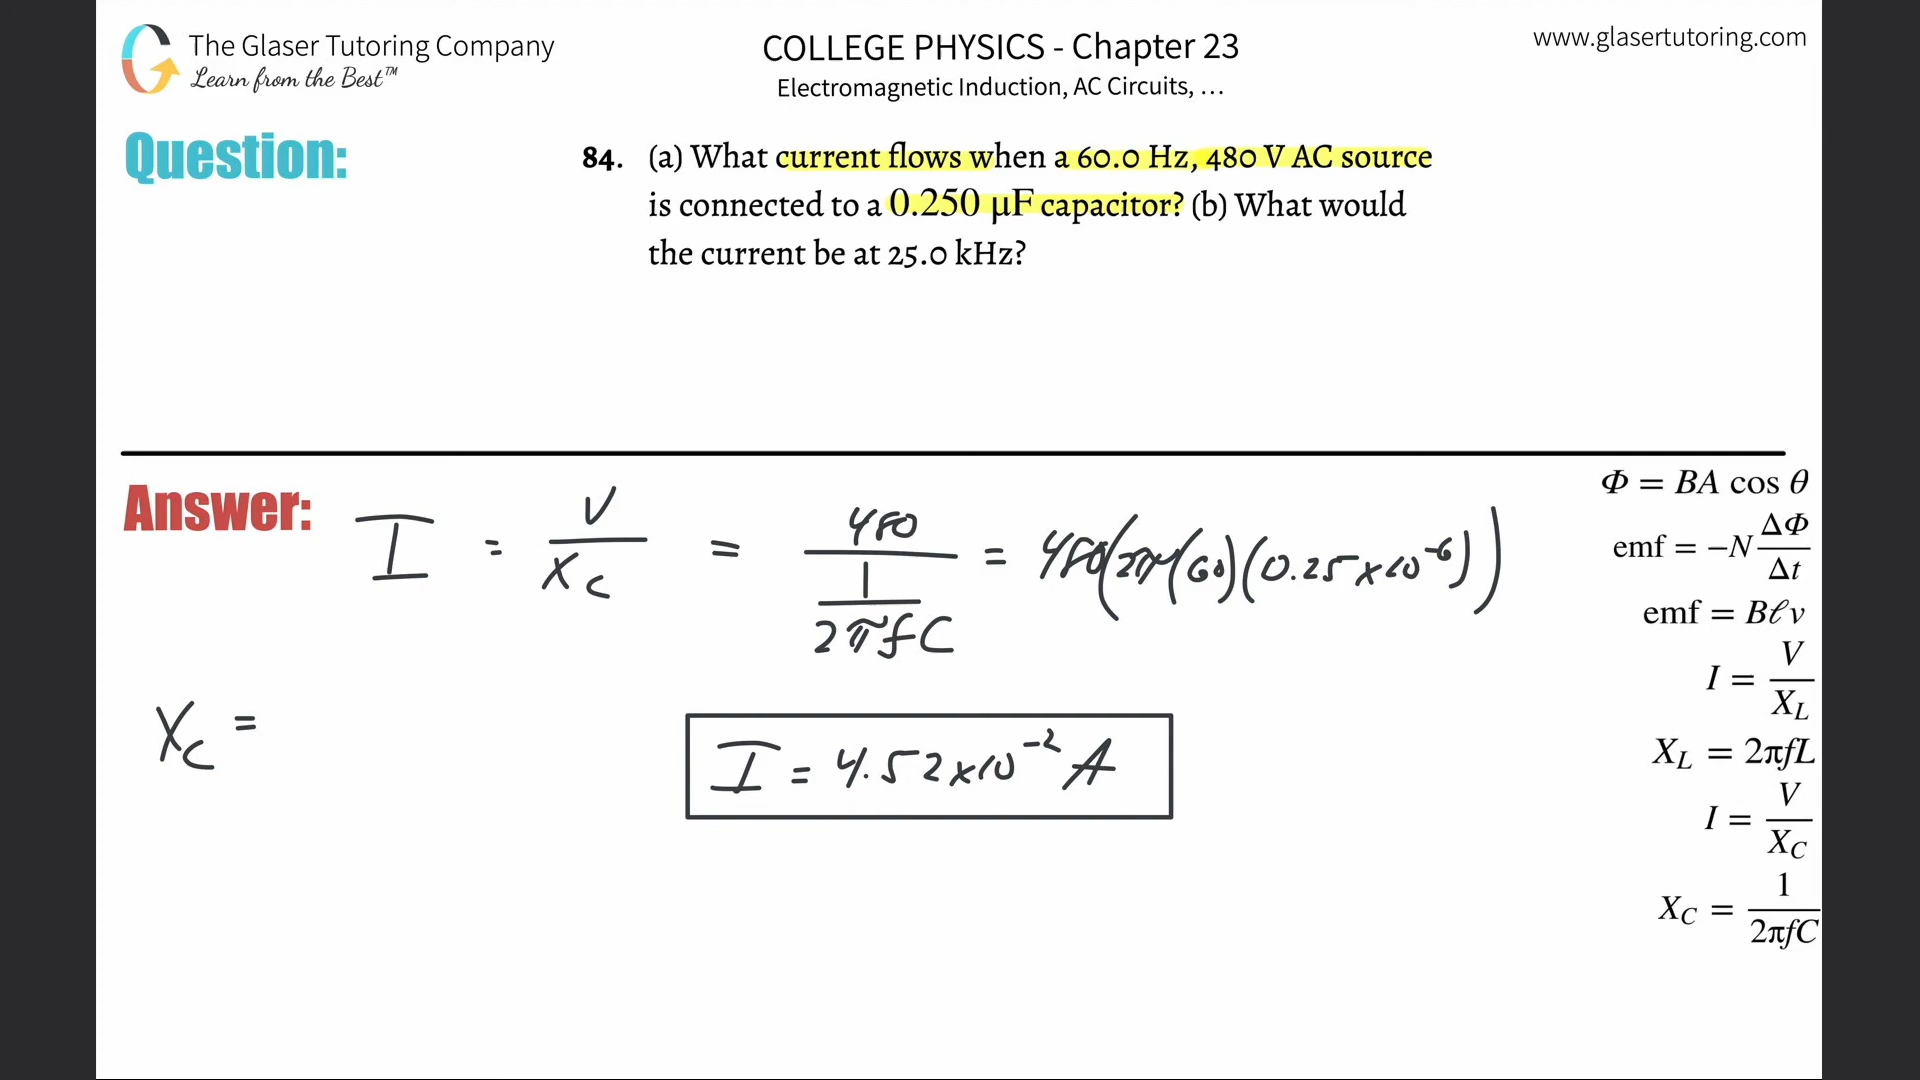 The Glaser Tutoring Company
Learn from the Best™
COLLEGE PHYSICS - Chapter 23
Electromagnetic Induction, AC Circuits, …
www.glasertutoring.com
Question:
84. (a) What current flows when a 60.0 Hz, 480 V AC source
is connected to a 0.250 μF capacitor? (b) What would
the current be at 25.0 kHz?
Answer:
I = V/X_C = 480/(1/(2πfC)) = 480(2π(60)(0.25×10^-6))
X_C =
I = 4.52×10^-2 A
Φ = BA cos θ
emf = −N ΔΦ/Δt
emf = Bℓv
I = V/X_L
X_L = 2πfL
I = V/X_C
X_C = 1/(2πfC)